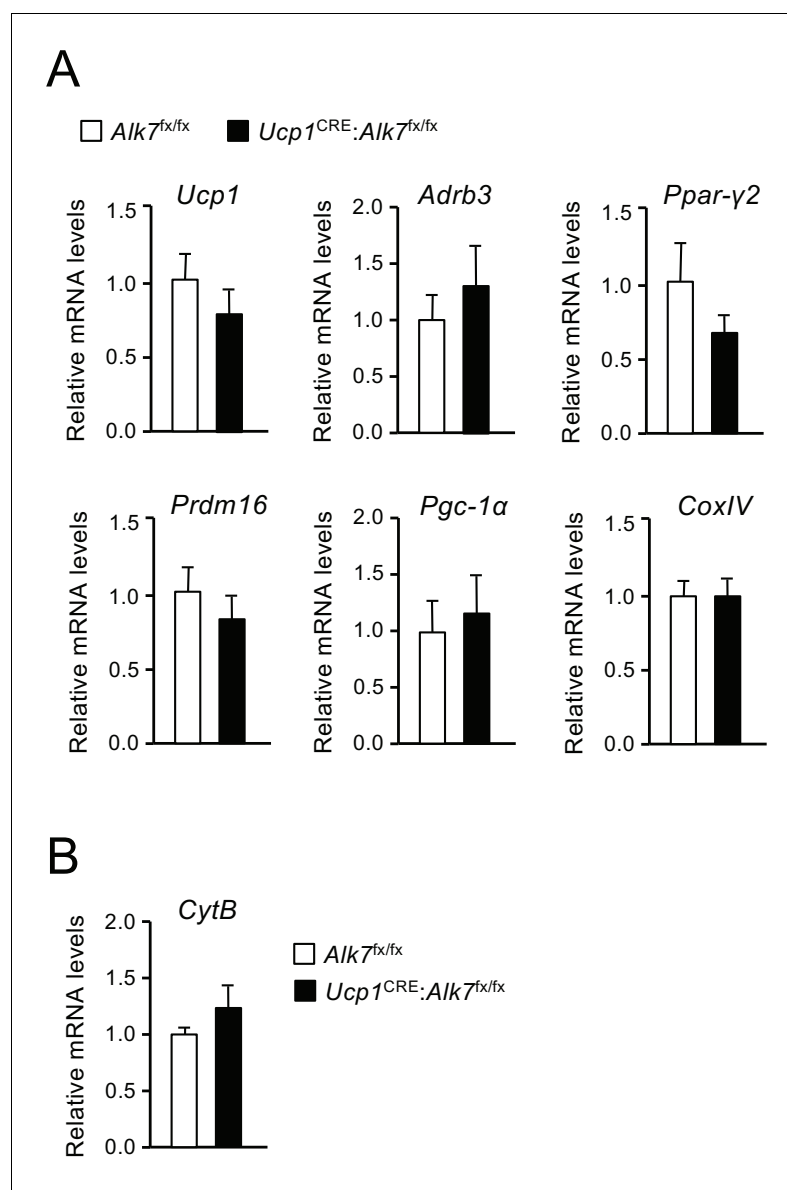 A
Alk7fx/fx Ucp1CRE:Alk7fx/fx
Ucp1 Adrb3 Ppar-γ2
Relative mRNA levels
1.5
1.0
0.5
0.0
Relative mRNA levels
2.0
1.5
1.0
0.5
0.0
Relative mRNA levels
1.5
1.0
0.5
0.0
Prdm16 Pgc-1α CoxIV
Relative mRNA levels
1.5
1.0
0.5
0.0
Relative mRNA levels
2.0
1.5
1.0
0.5
0.0
Relative mRNA levels
1.5
1.0
0.5
0.0
B
CytB
Relative mRNA levels
2.0
1.5
1.0
0.5
0.0
Alk7fx/fx
Ucp1CRE:Alk7fx/fx